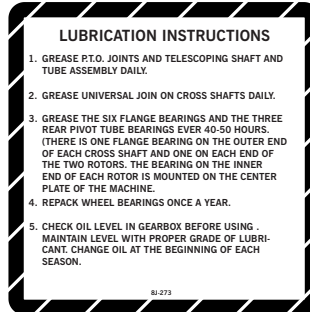 LUBRICATION INSTRUCTIONS
1. GREASE P.T.O. JOINTS AND TELESCOPING SHAFT AND
TUBE ASSEMBLY DAILY.
2. GREASE UNIVERSAL JOIN ON CROSS SHAFTS DAILY.
3. GREASE THE SIX FLANGE BEARINGS AND THE THREE
REAR PIVOT TUBE BEARINGS EVER 40-50 HOURS.
(THERE IS ONE FLANGE BEARING ON THE OUTER END
OF EACH CROSS SHAFT AND ONE ON EACH END OF
THE TWO ROTORS. THE BEARING ON THE INNER
END OF EACH ROTOR IS MOUNTED ON THE CENTER
PLATE OF THE MACHINE.
4. REPACK WHEEL BEARINGS ONCE A YEAR.
5. CHECK OIL LEVEL IN GEARBOX BEFORE USING .
MAINTAIN LEVEL WITH PROPER GRADE OF LUBRI-
CANT. CHANGE OIL AT THE BEGINNING OF EACH
SEASON.
8J-273